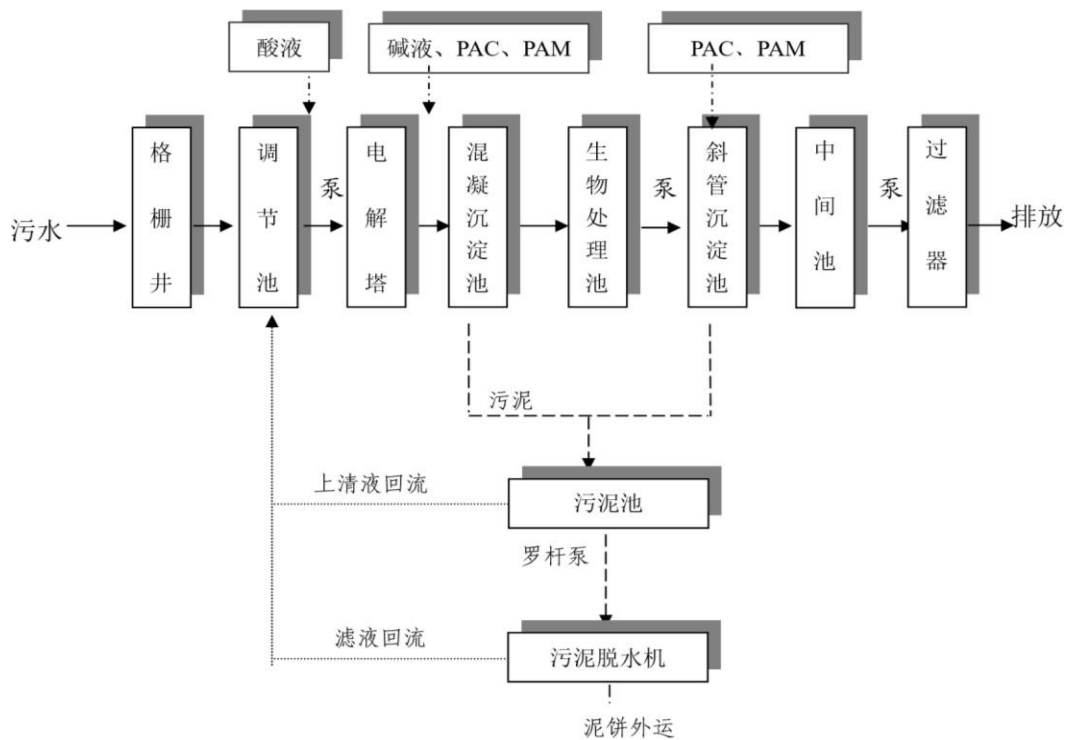 酸液
碱液、PAC、PAM
PAC、PAM
污水
格栅井
调节池
泵
电解塔
混凝沉淀池
生物处理池
泵
斜管沉淀池
中间池
泵
过滤器
排放
污泥
上清液回流
污泥池
罗杆泵
滤液回流
污泥脱水机
泥饼外运